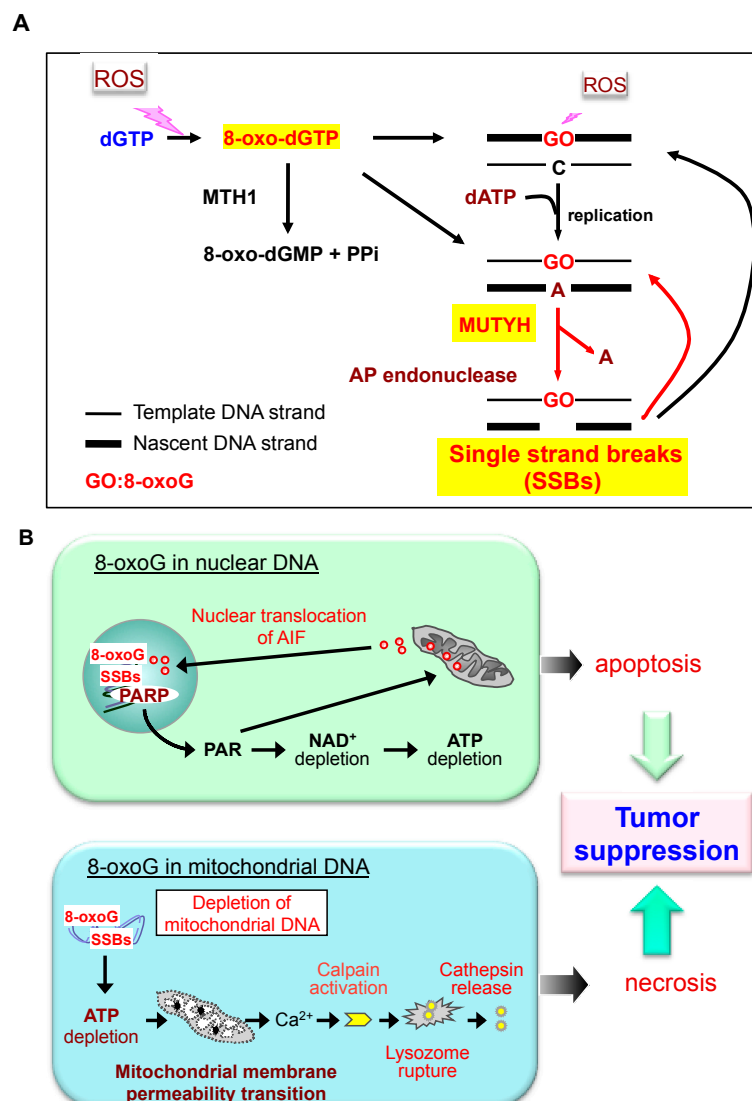 A
ROS
ROS
dGTP
8-oxo-dGTP
GO
C
MTH1
dATP
replication
8-oxo-dGMP + PPi
GO
A
MUTYH
A
AP endonuclease
GO
Template DNA strand
Nascent DNA strand
Single strand breaks
(SSBs)
GO:8-oxoG
B
8-oxoG in nuclear DNA
Nuclear translocation
of AIF
8-oxoG
SSBs
PARP
apoptosis
PAR
NAD+
depletion
ATP
depletion
Tumor
suppression
8-oxoG in mitochondrial DNA
Depletion of
mitochondrial DNA
8-oxoG
SSBs
Calpain
activation
Cathepsin
release
necrosis
ATP
depletion
Ca2+
Lysozome
rupture
Mitochondrial membrane
permeability transition